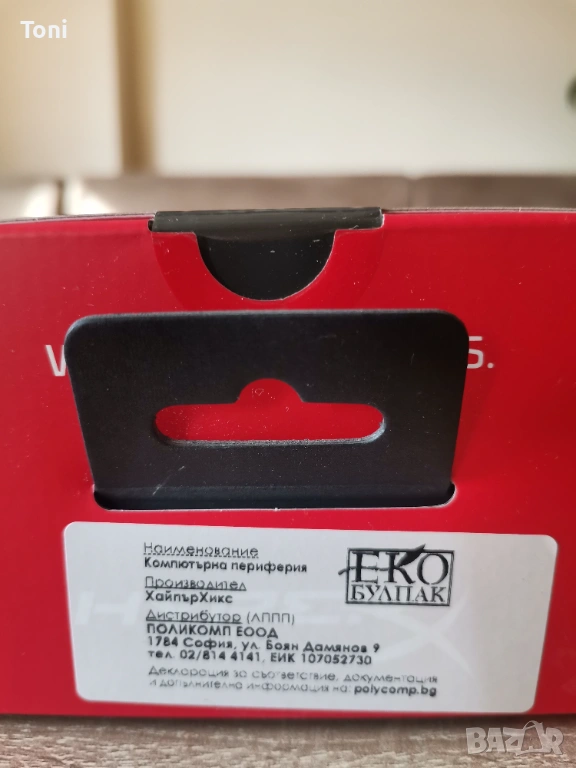 Toni
Наименование
Компютърна периферия
Производител
ХайпърХикс
Дистрибутор (ЛППП)
ПОЛИКОМП ЕООД
1784 София, ул. Боян Дамянов 9
тел. 02/814 4141, ЕИК 107052730
Декларация за съответствие, документация
и допълнителна информация на: polycomp.bg
ЕКО
БУЛПАК
BAZAR